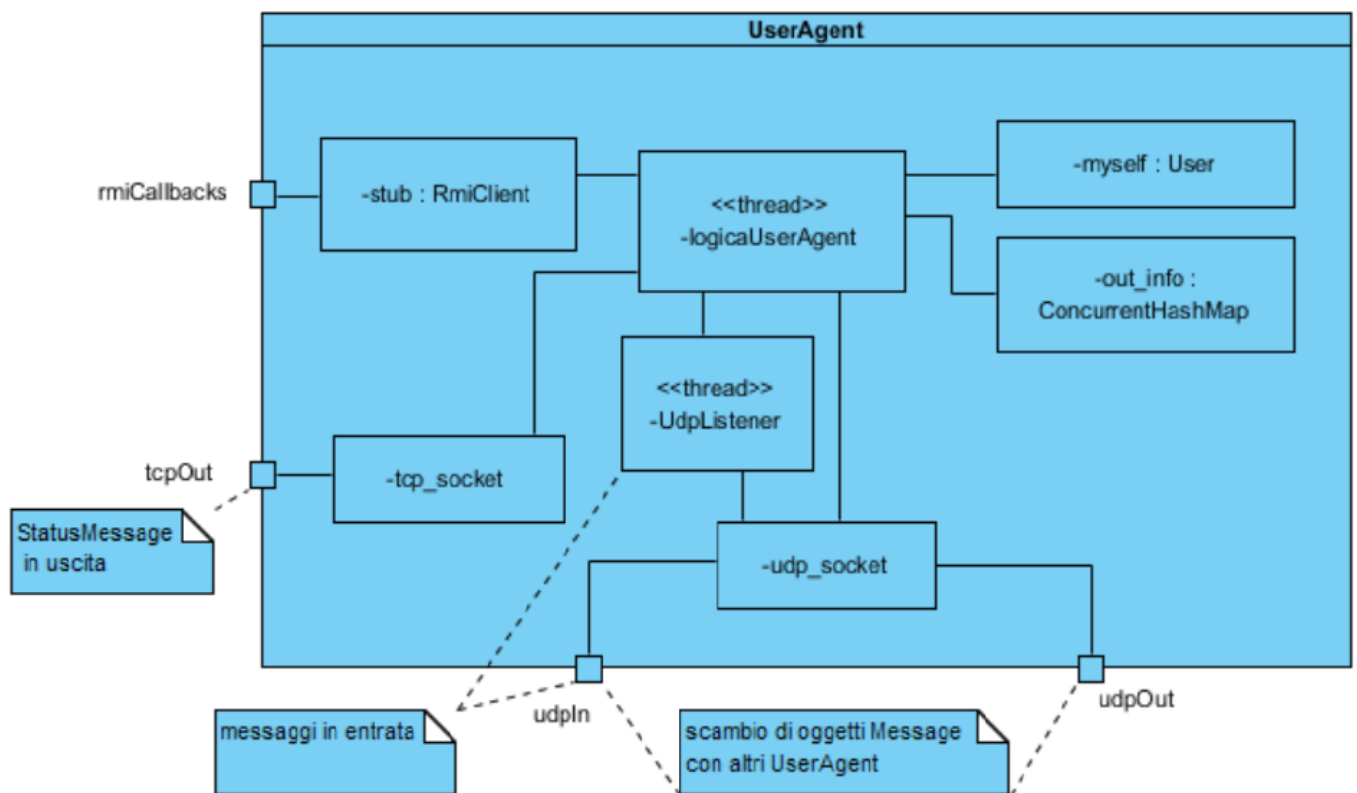 UserAgent
rmiCallbacks
-stub : RmiClient
<<thread>>
-logicaUserAgent
-myself : User
-out_info :
ConcurrentHashMap
<<thread>>
-UdpListener
tcpOut
-tcp_socket
StatusMessage
in uscita
-udp_socket
messaggi in entrata
udpIn
scambio di oggetti Message
con altri UserAgent
udpOut